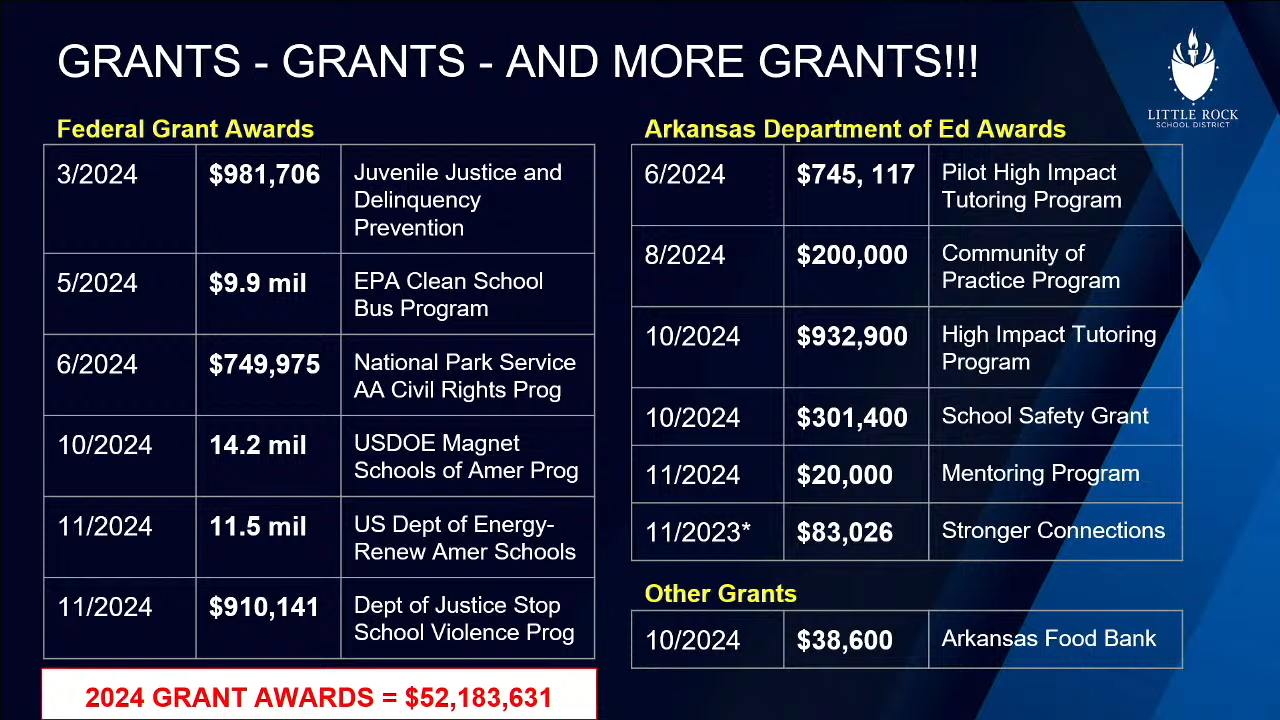 GRANTS - GRANTS - AND MORE GRANTS!!!
LITTLE ROCK
SCHOOL DISTRICT
Federal Grant Awards
3/2024 $981,706 Juvenile Justice and
Delinquency
Prevention
5/2024 $9.9 mil EPA Clean School
Bus Program
6/2024 $749,975 National Park Service
AA Civil Rights Prog
10/2024 14.2 mil USDOE Magnet
Schools of Amer Prog
11/2024 11.5 mil US Dept of Energy-
Renew Amer Schools
11/2024 $910,141 Dept of Justice Stop
School Violence Prog
2024 GRANT AWARDS = $52,183,631
Arkansas Department of Ed Awards
6/2024 $745, 117 Pilot High Impact
Tutoring Program
8/2024 $200,000 Community of
Practice Program
10/2024 $932,900 High Impact Tutoring
Program
10/2024 $301,400 School Safety Grant
11/2024 $20,000 Mentoring Program
11/2023* $83,026 Stronger Connections
Other Grants
10/2024 $38,600 Arkansas Food Bank